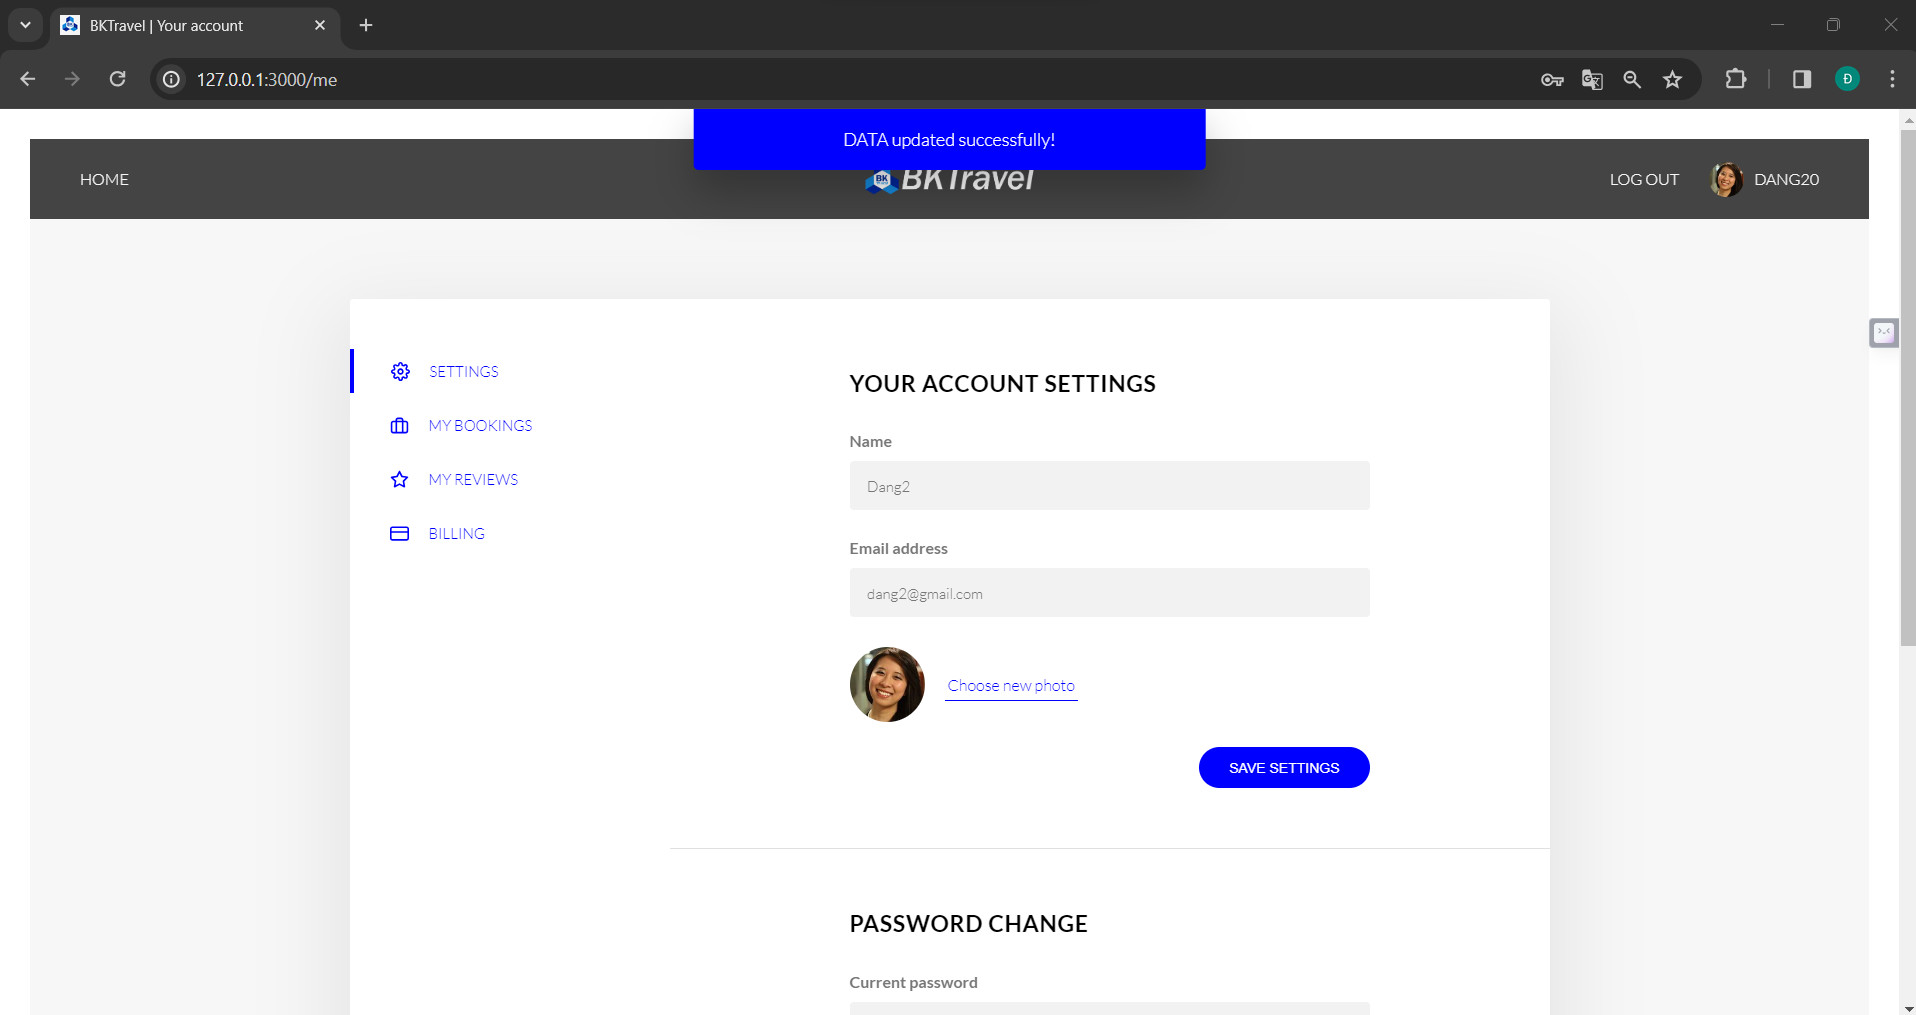 BKTravel | Your account
127.0.0.1:3000/me
Đ
DATA updated successfully!
HOME
BK
BKTravel
LOG OUT
DANG20
SETTINGS
MY BOOKINGS
MY REVIEWS
BILLING
YOUR ACCOUNT SETTINGS
Name
Dang2
Email address
dang2@gmail.com
Choose new photo
SAVE SETTINGS
PASSWORD CHANGE
Current password